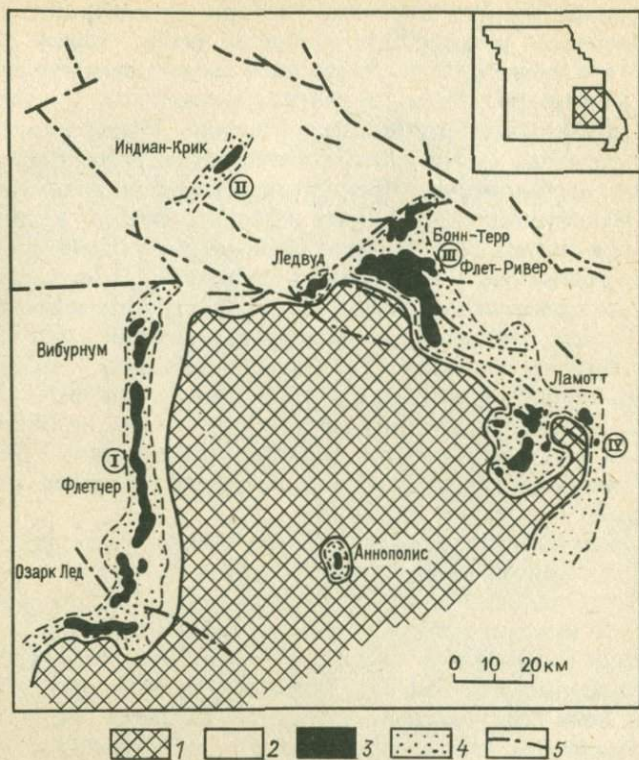 Индиан-Крик
II
Бонн-Терр
III
Ледвуд
Флет-Ривер
Вибурнум
Ламотт
I
IV
Флетчер
Аннополис
Озарк Лед
0 10 20 км
1 2 3 4 5